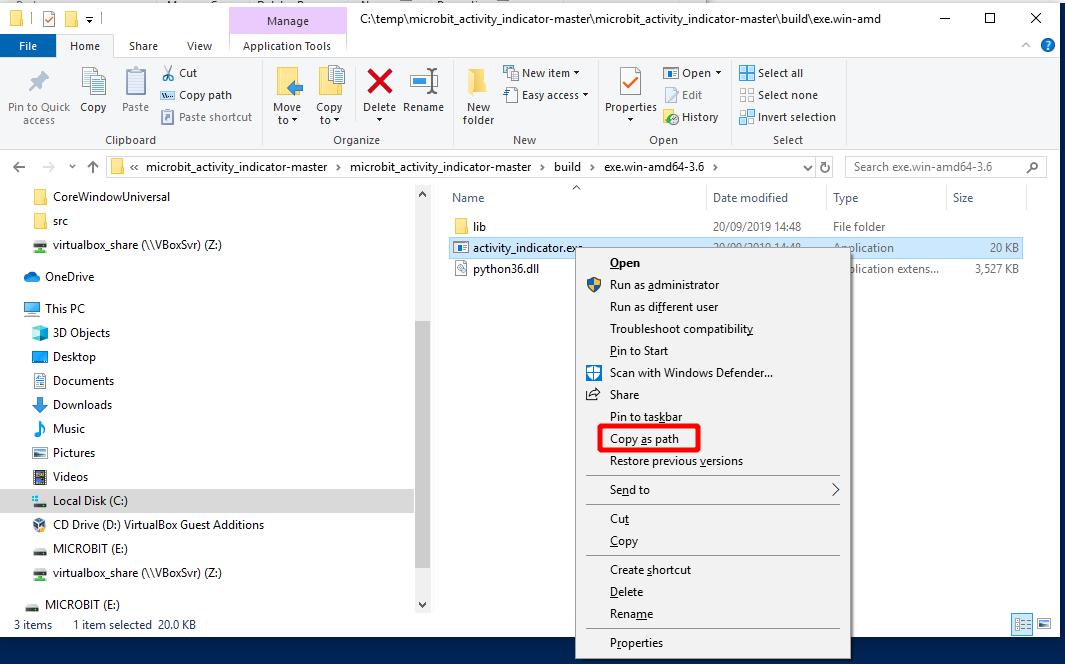 Manage
C:\temp\microbit_activity_indicator-master\microbit_activity_indicator-master\build\exe.win-amd
File
Home
Share
View
Application Tools
Pin to Quick access
Copy
Paste
Cut
Copy path
Paste shortcut
Clipboard
Move to
Copy to
Delete
Rename
Organize
New folder
New item
Easy access
New
Properties
Open
Edit
History
Open
Select all
Select none
Invert selection
Select
« microbit_activity_indicator-master > microbit_activity_indicator-master > build > exe.win-amd64-3.6 >
Search exe.win-amd64-3.6
CoreWindowUniversal
src
virtualbox_share (\\VBoxSvr) (Z:)
OneDrive
This PC
3D Objects
Desktop
Documents
Downloads
Music
Pictures
Videos
Local Disk (C:)
CD Drive (D:) VirtualBox Guest Additions
MICROBIT (E:)
virtualbox_share (\\VBoxSvr) (Z:)
MICROBIT (E:)
Name Date modified Type Size
lib 20/09/2019 14:48 File folder
activity_indicator.exe 20/09/2019 14:48 Application 20 KB
python36.dll 3,527 KB
Open
Run as administrator
Run as different user
Troubleshoot compatibility
Pin to Start
Scan with Windows Defender...
Share
Pin to taskbar
Copy as path
Restore previous versions
Send to
Cut
Copy
Create shortcut
Delete
Rename
Properties
3 items 1 item selected 20.0 KB